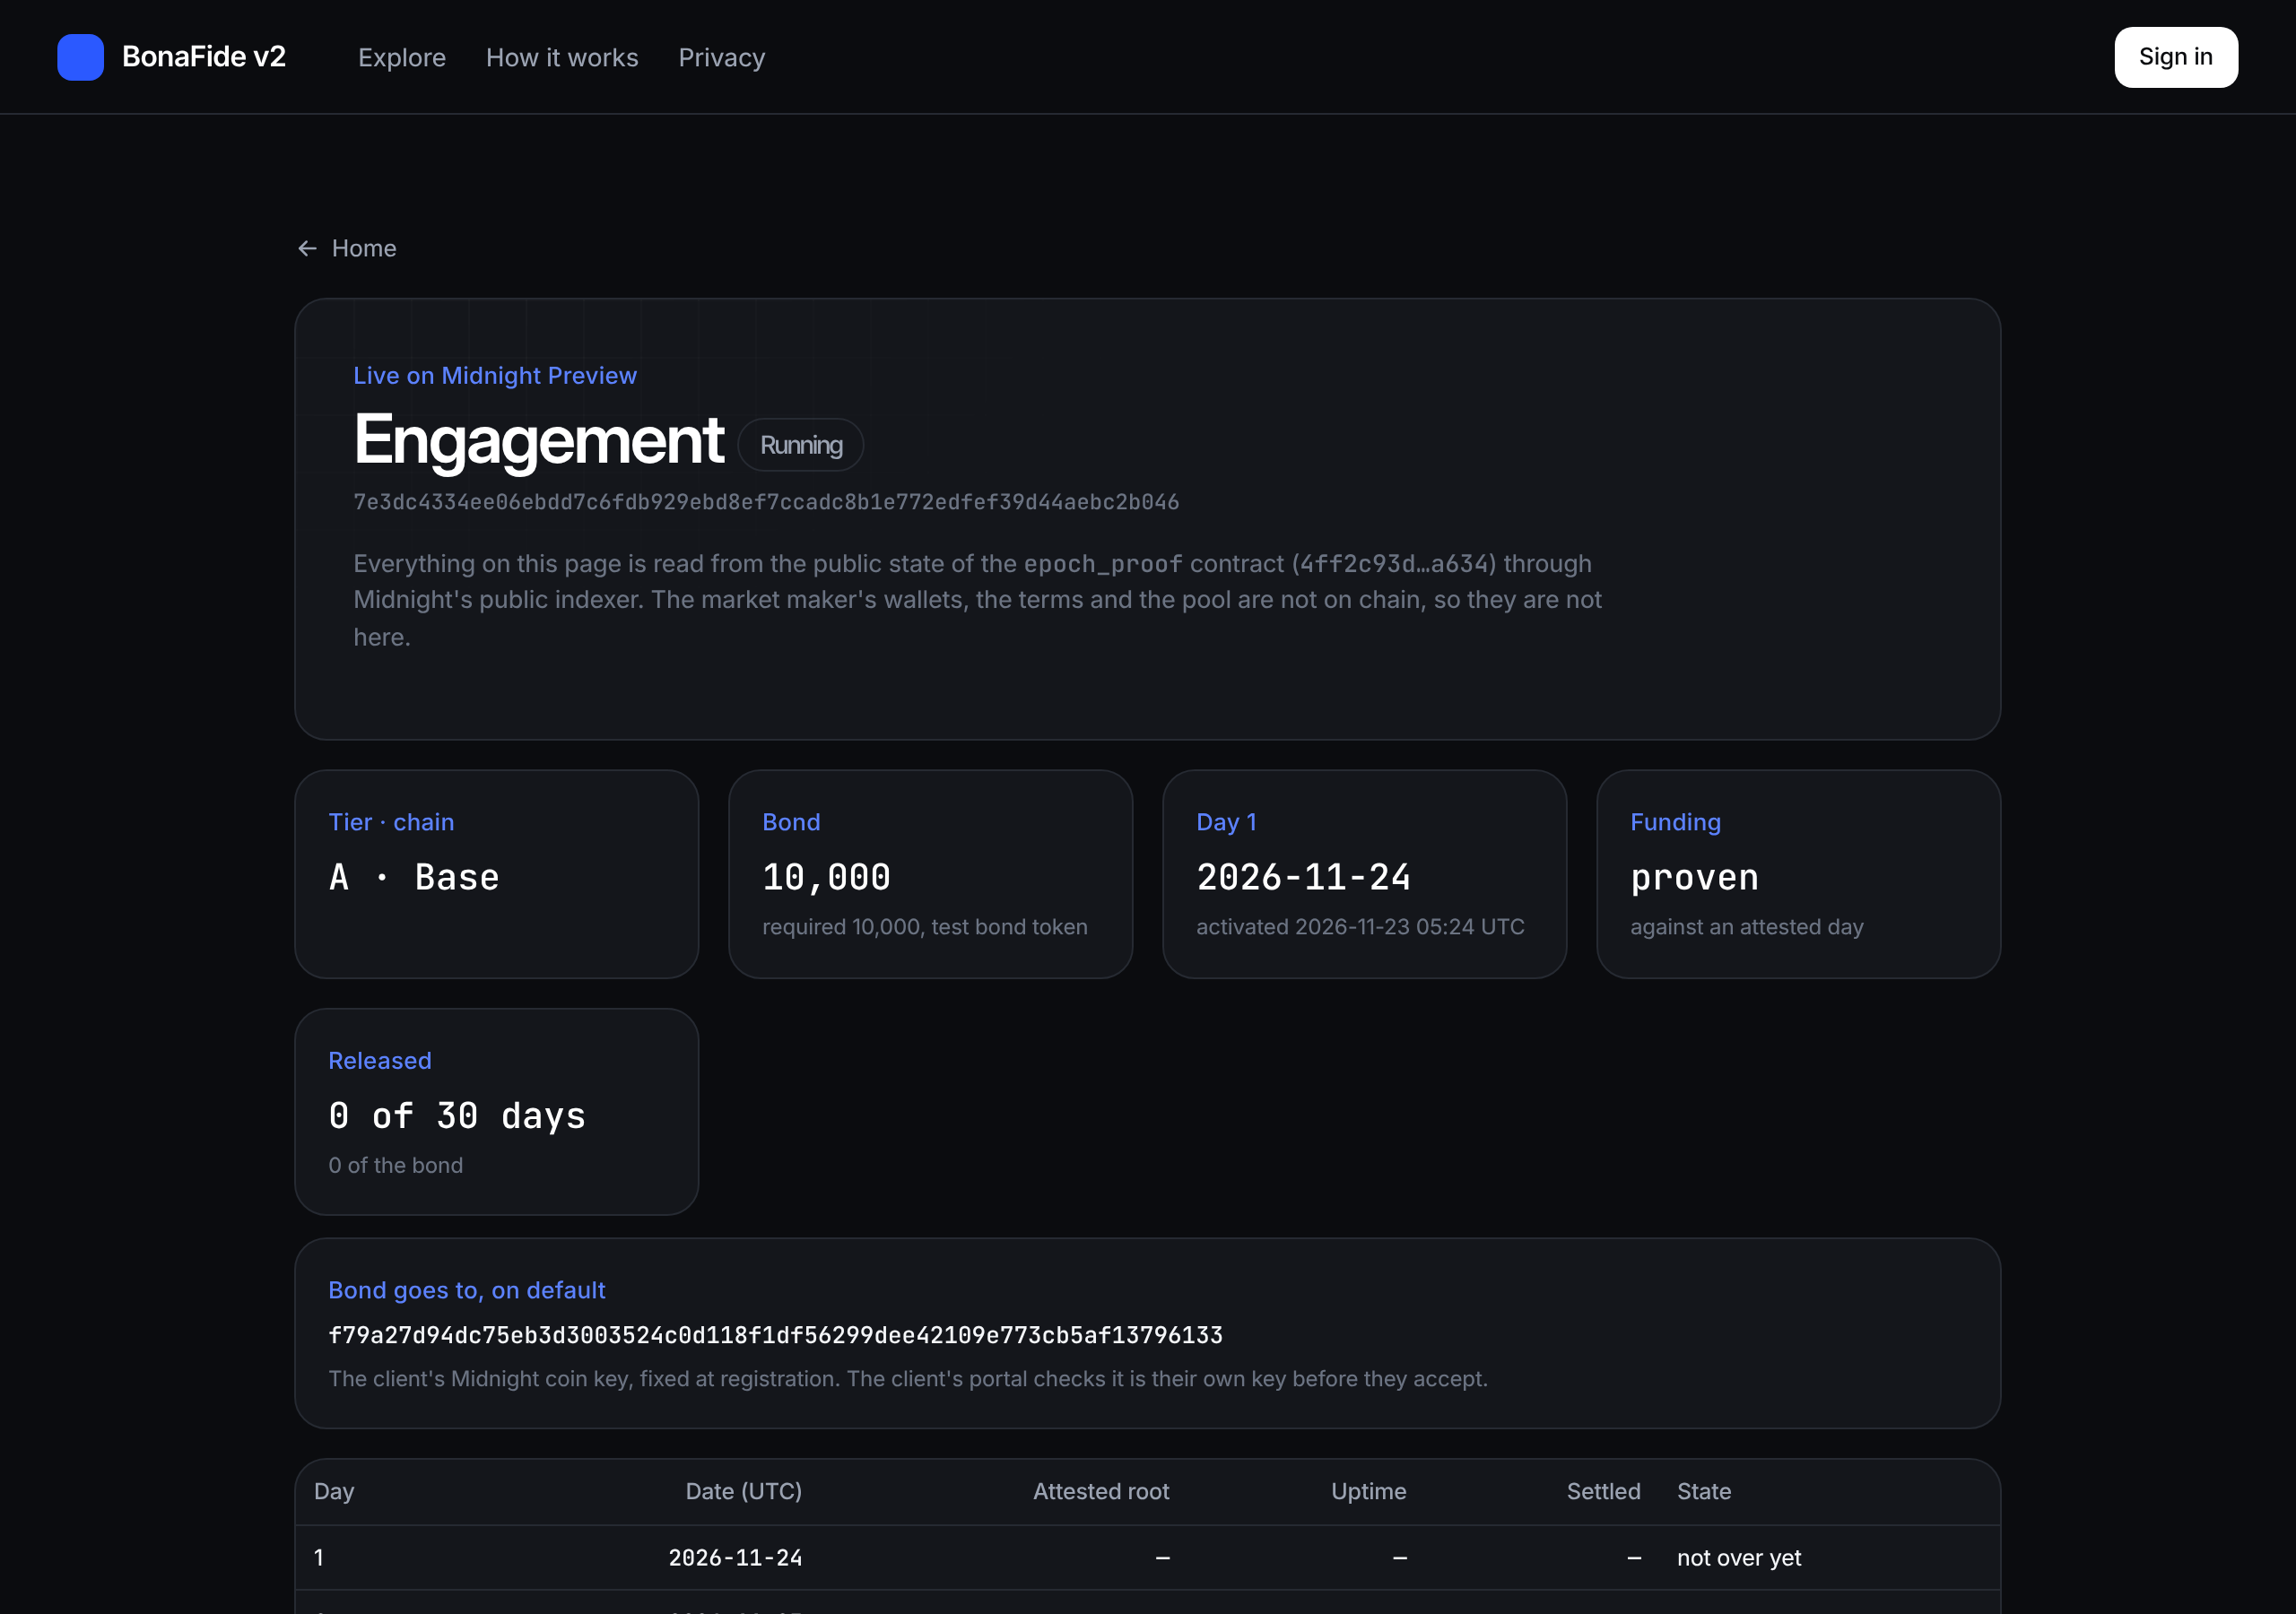 BonaFide v2
Explore
How it works
Privacy
Sign in
← Home
Live on Midnight Preview
Engagement Running
7e3dc4334ee06ebdd7c6fdb929ebd8ef7ccadc8b1e772edfef39d44aebc2b046
Everything on this page is read from the public state of the epoch_proof contract (4ff2c93d…a634) through
Midnight's public indexer. The market maker's wallets, the terms and the pool are not on chain, so they are not
here.
Tier · chain
A · Base
Bond
10,000
required 10,000, test bond token
Day 1
2026-11-24
activated 2026-11-23 05:24 UTC
Funding
proven
against an attested day
Released
0 of 30 days
0 of the bond
Bond goes to, on default
f79a27d94dc75eb3d3003524c0d118f1df56299dee42109e773cb5af13796133
The client's Midnight coin key, fixed at registration. The client's portal checks it is their own key before they accept.
Day Date (UTC) Attested root Uptime Settled State
1 2026-11-24 — — — not over yet